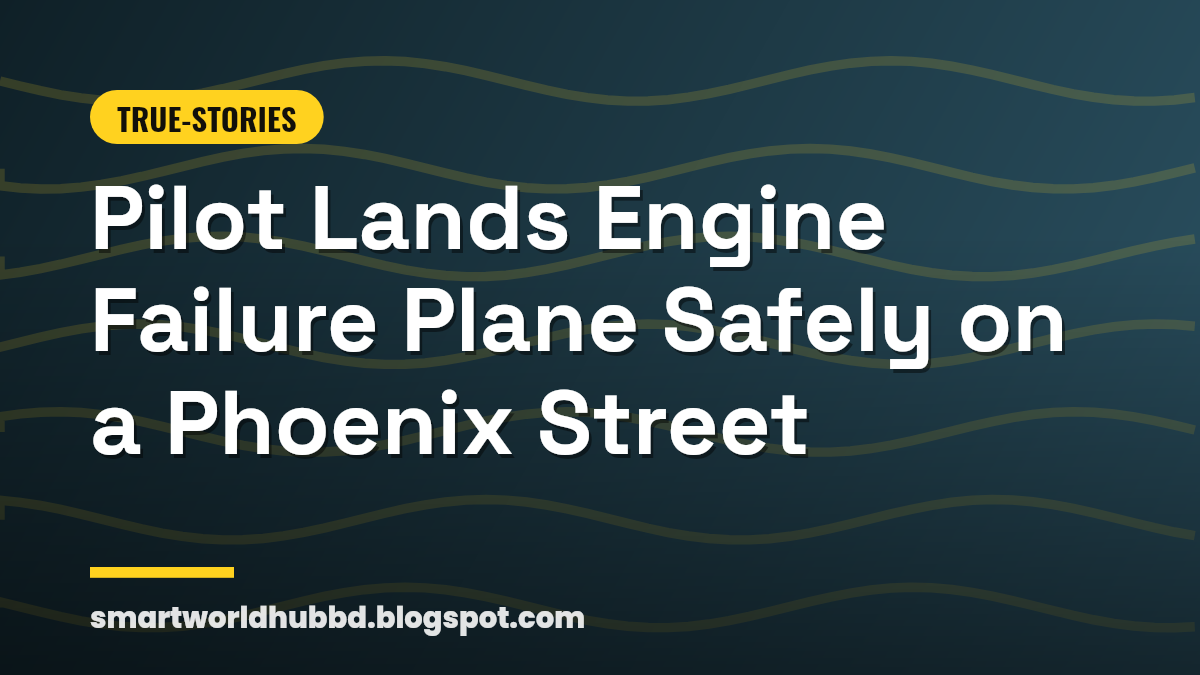 TRUE-STORIES
Pilot Lands Engine
Failure Plane Safely on
a Phoenix Street
smartworldhubbd.blogspot.com